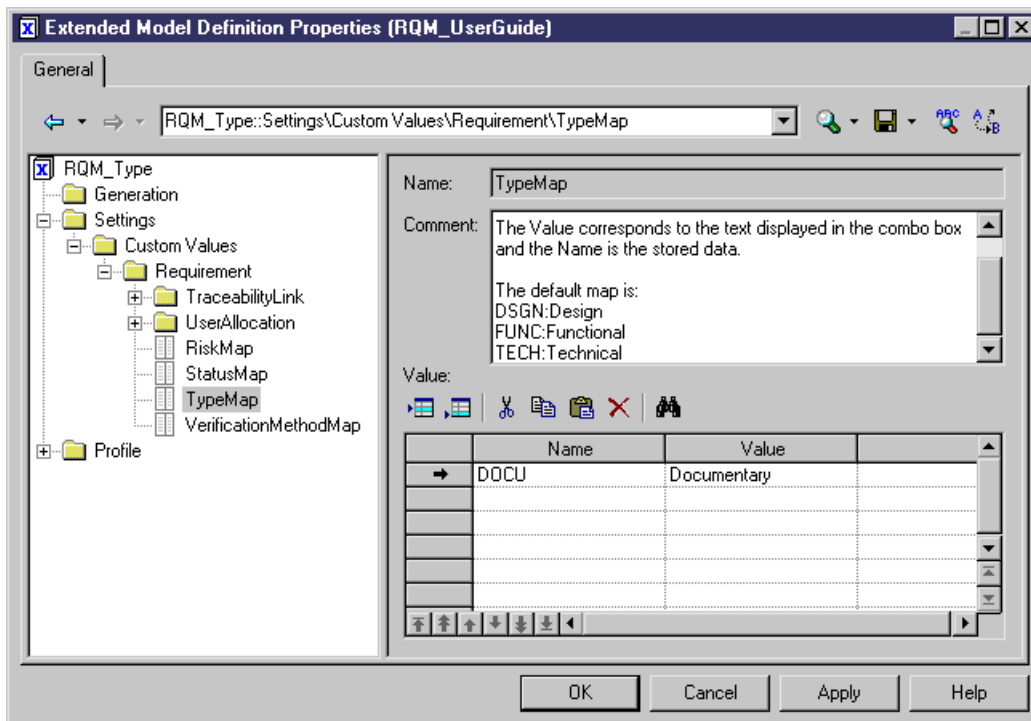 Extended Model Definition Properties (RQM_UserGuide)
General
RQM_Type::Settings\Custom Values\Requirement\TypeMap
RQM_Type
Generation
Settings
Custom Values
Requirement
TraceabilityLink
UserAllocation
RiskMap
StatusMap
TypeMap
VerificationMethodMap
Profile
Name: TypeMap
Comment: The Value corresponds to the text displayed in the combo box
and the Name is the stored data.
The default map is:
DSGN:Design
FUNC:Functional
TECH:Technical
Value:
Name Value
DOCU Documentary
OK Cancel Apply Help